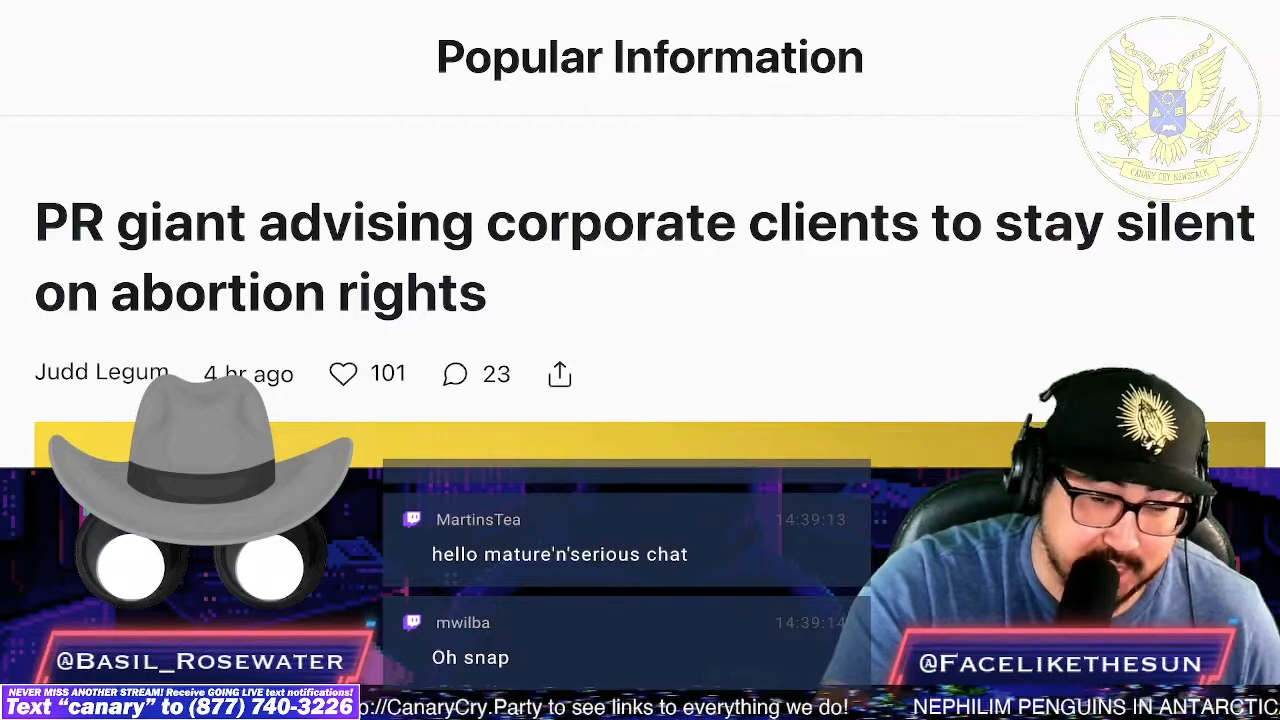 Popular Information
CANARY CRY NEWSTALK
PR giant advising corporate clients to stay silent
on abortion rights
Judd Legum 4 hr ago 101 23
MartinsTea 14:39:13
hello mature'n'serious chat
mwilba 14:39:14
Oh snap
@BASIL_ROSEWATER
@FACELIKETHESUN
NEVER MISS ANOTHER STREAM! Receive GOING LIVE text notifications!
Text “canary” to (877) 740-3226
p://CanaryCry.Party to see links to everything we do! NEPHILIM PENGUINS IN ANTARCTIC